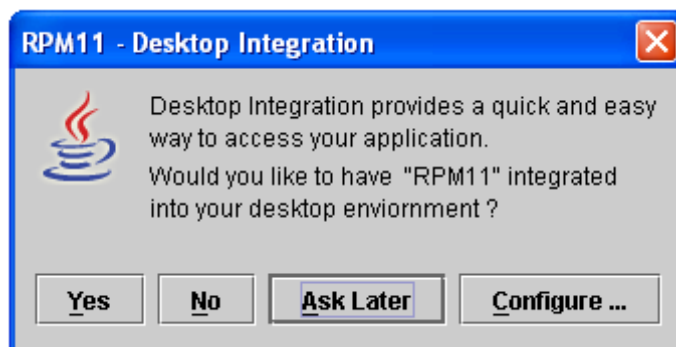 RPM11 - Desktop Integration
Desktop Integration provides a quick and easy
way to access your application.
Would you like to have "RPM11" integrated
into your desktop enviornment ?
Yes No Ask Later Configure ...